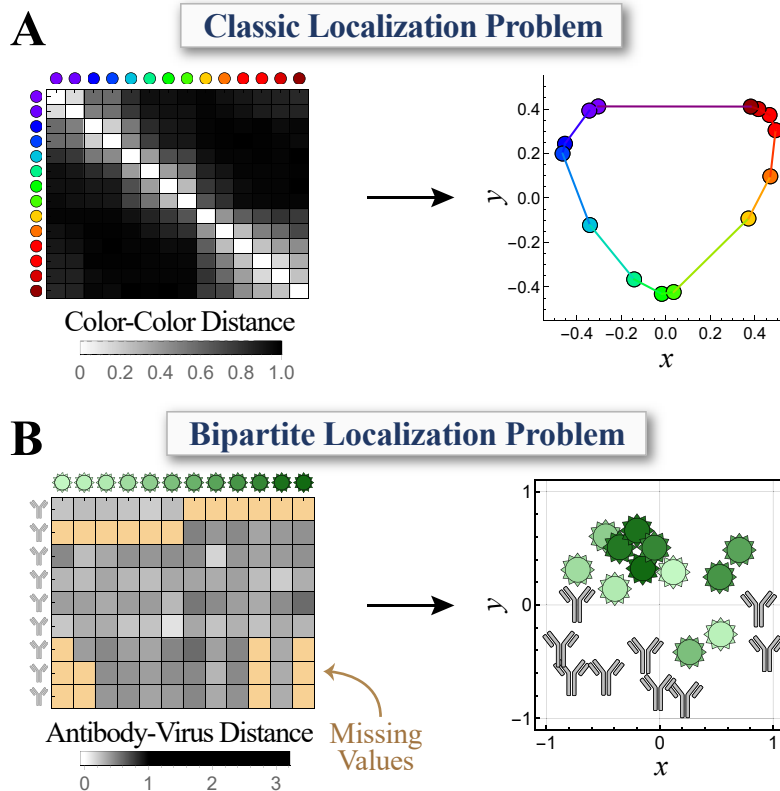 A
Classic Localization Problem
Color-Color Distance
0 0.2 0.4 0.6 0.8 1.0
y
0.4
0.2
0.0
−0.2
−0.4
−0.4 −0.2 0.0 0.2 0.4
x
B
Bipartite Localization Problem
Antibody-Virus Distance
0 1 2 3
Missing
Values
y
1
0
−1
−1 0 1
x